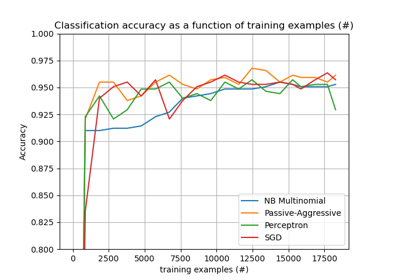 Classification accuracy as a function of training examples (#)
1.000
0.975
0.950
0.925
0.900
0.875
0.850
0.825
0.800
Accuracy
NB Multinomial
Passive-Aggressive
Perceptron
SGD
0 2500 5000 7500 10000 12500 15000 17500
training examples (#)